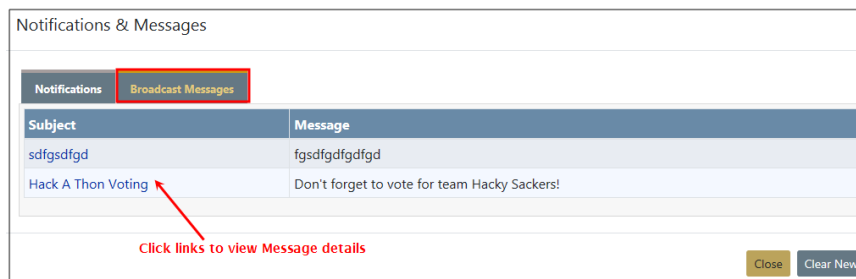 Notifications & Messages
Notifications Broadcast Messages
Subject Message
sdfgsdfgd fgsdfgdfgdfgd
Hack A Thon Voting Don't forget to vote for team Hacky Sackers!
Click links to view Message details
Close Clear New